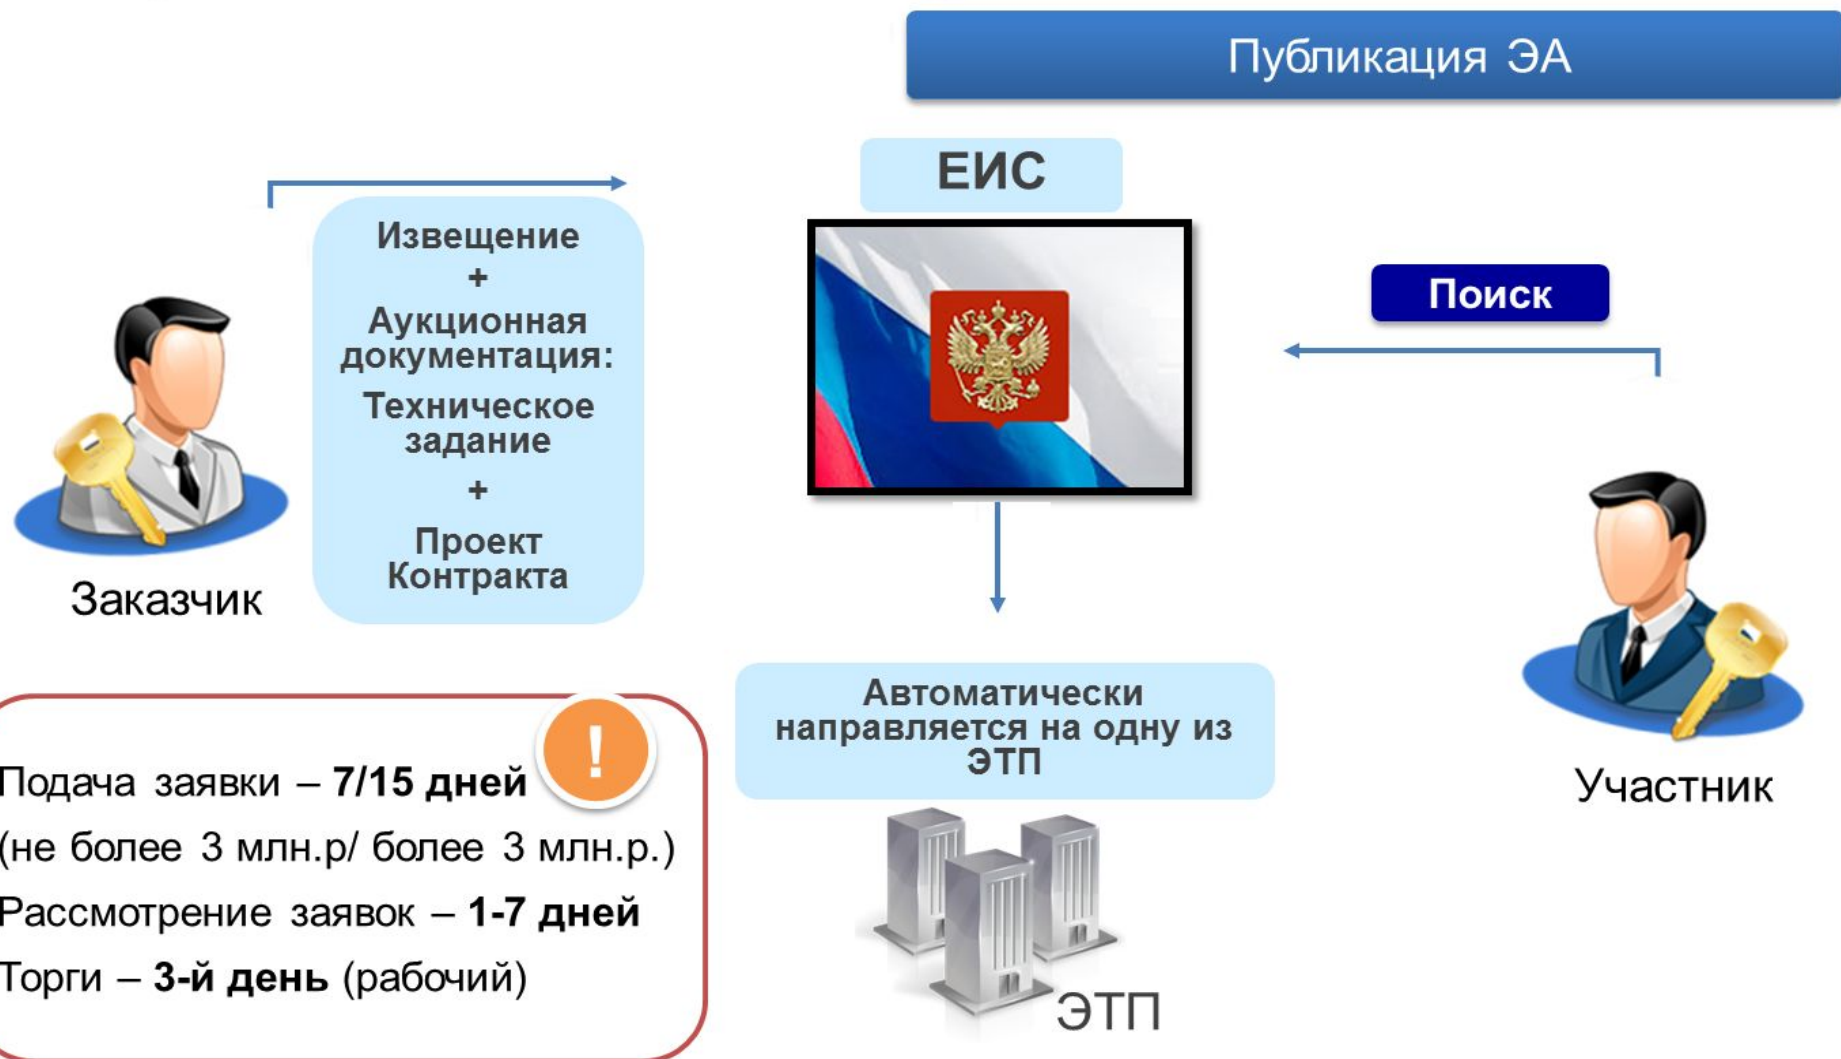 Публикация ЭА
ЕИС
Извещение
+
Аукционная
документация:
Техническое
задание
+
Проект
Контракта
Заказчик
Поиск
Участник
Автоматически
направляется на одну из
ЭТП
ЭТП
!
Подача заявки – 7/15 дней
(не более 3 млн.р/ более 3 млн.р.)
Рассмотрение заявок – 1-7 дней
Торги – 3-й день (рабочий)